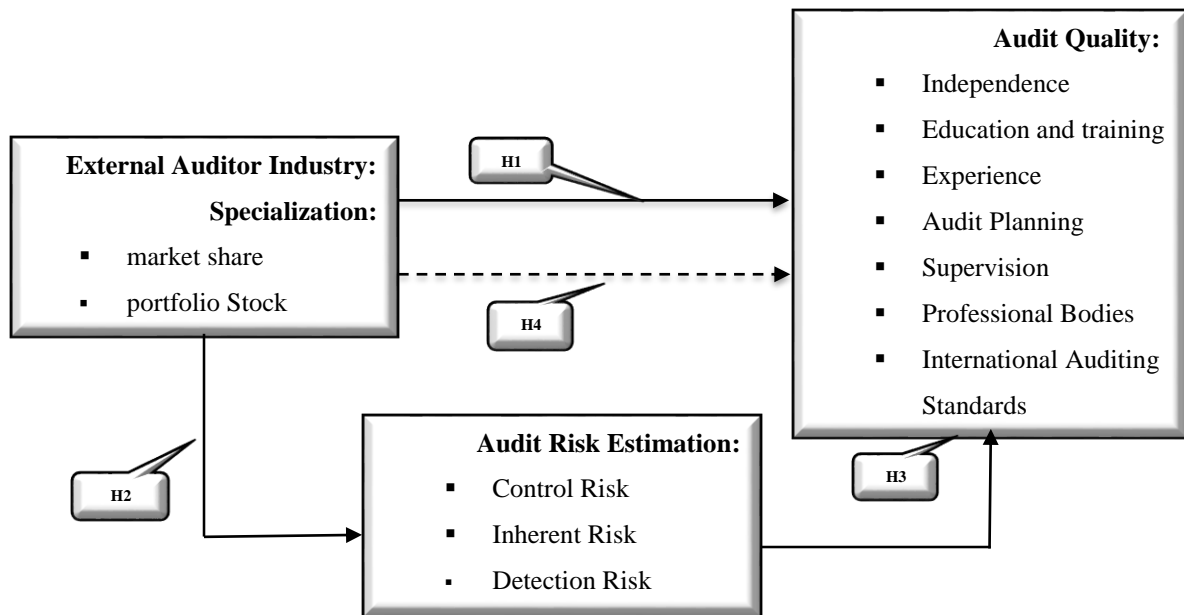 External Auditor Industry:
Specialization:
▪ market share
▪ portfolio Stock
H1
H4
Audit Quality:
▪ Independence
▪ Education and training
▪ Experience
▪ Audit Planning
▪ Supervision
▪ Professional Bodies
▪ International Auditing
Standards
H2
Audit Risk Estimation:
▪ Control Risk
▪ Inherent Risk
▪ Detection Risk
H3